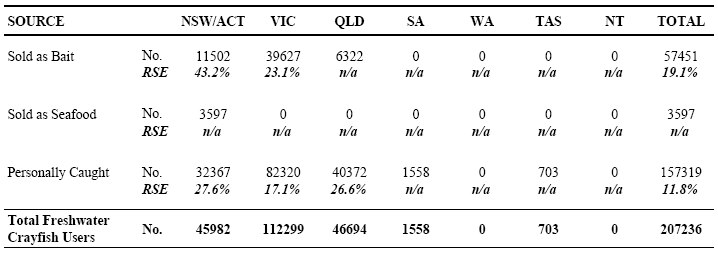 SOURCE NSW/ACT VIC QLD SA WA TAS NT TOTAL
Sold as Bait No. 11502 39627 6322 0 0 0 0 57451
RSE 43.2% 23.1% n/a n/a n/a n/a n/a 19.1%
Sold as Seafood No. 3597 0 0 0 0 0 0 3597
RSE n/a n/a n/a n/a n/a n/a n/a n/a
Personally Caught No. 32367 82320 40372 1558 0 703 0 157319
RSE 27.6% 17.1% 26.6% n/a n/a n/a n/a 11.8%
Total Freshwater
Crayfish Users No. 45982 112299 46694 1558 0 703 0 207236